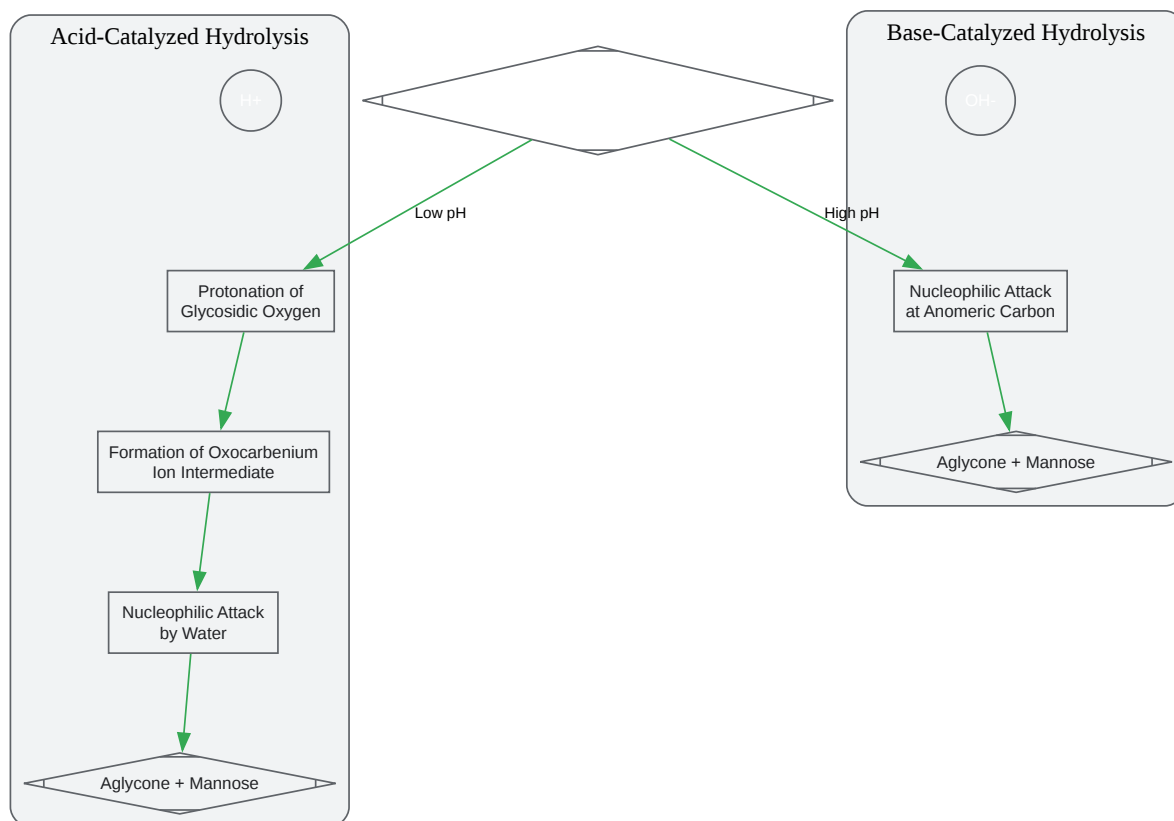 Acid-Catalyzed Hydrolysis
H+
Low pH
Protonation of
Glycosidic Oxygen
Formation of Oxocarbenium
Ion Intermediate
Nucleophilic Attack
by Water
Aglycone + Mannose
Base-Catalyzed Hydrolysis
OH-
High pH
Nucleophilic Attack
at Anomeric Carbon
Aglycone + Mannose